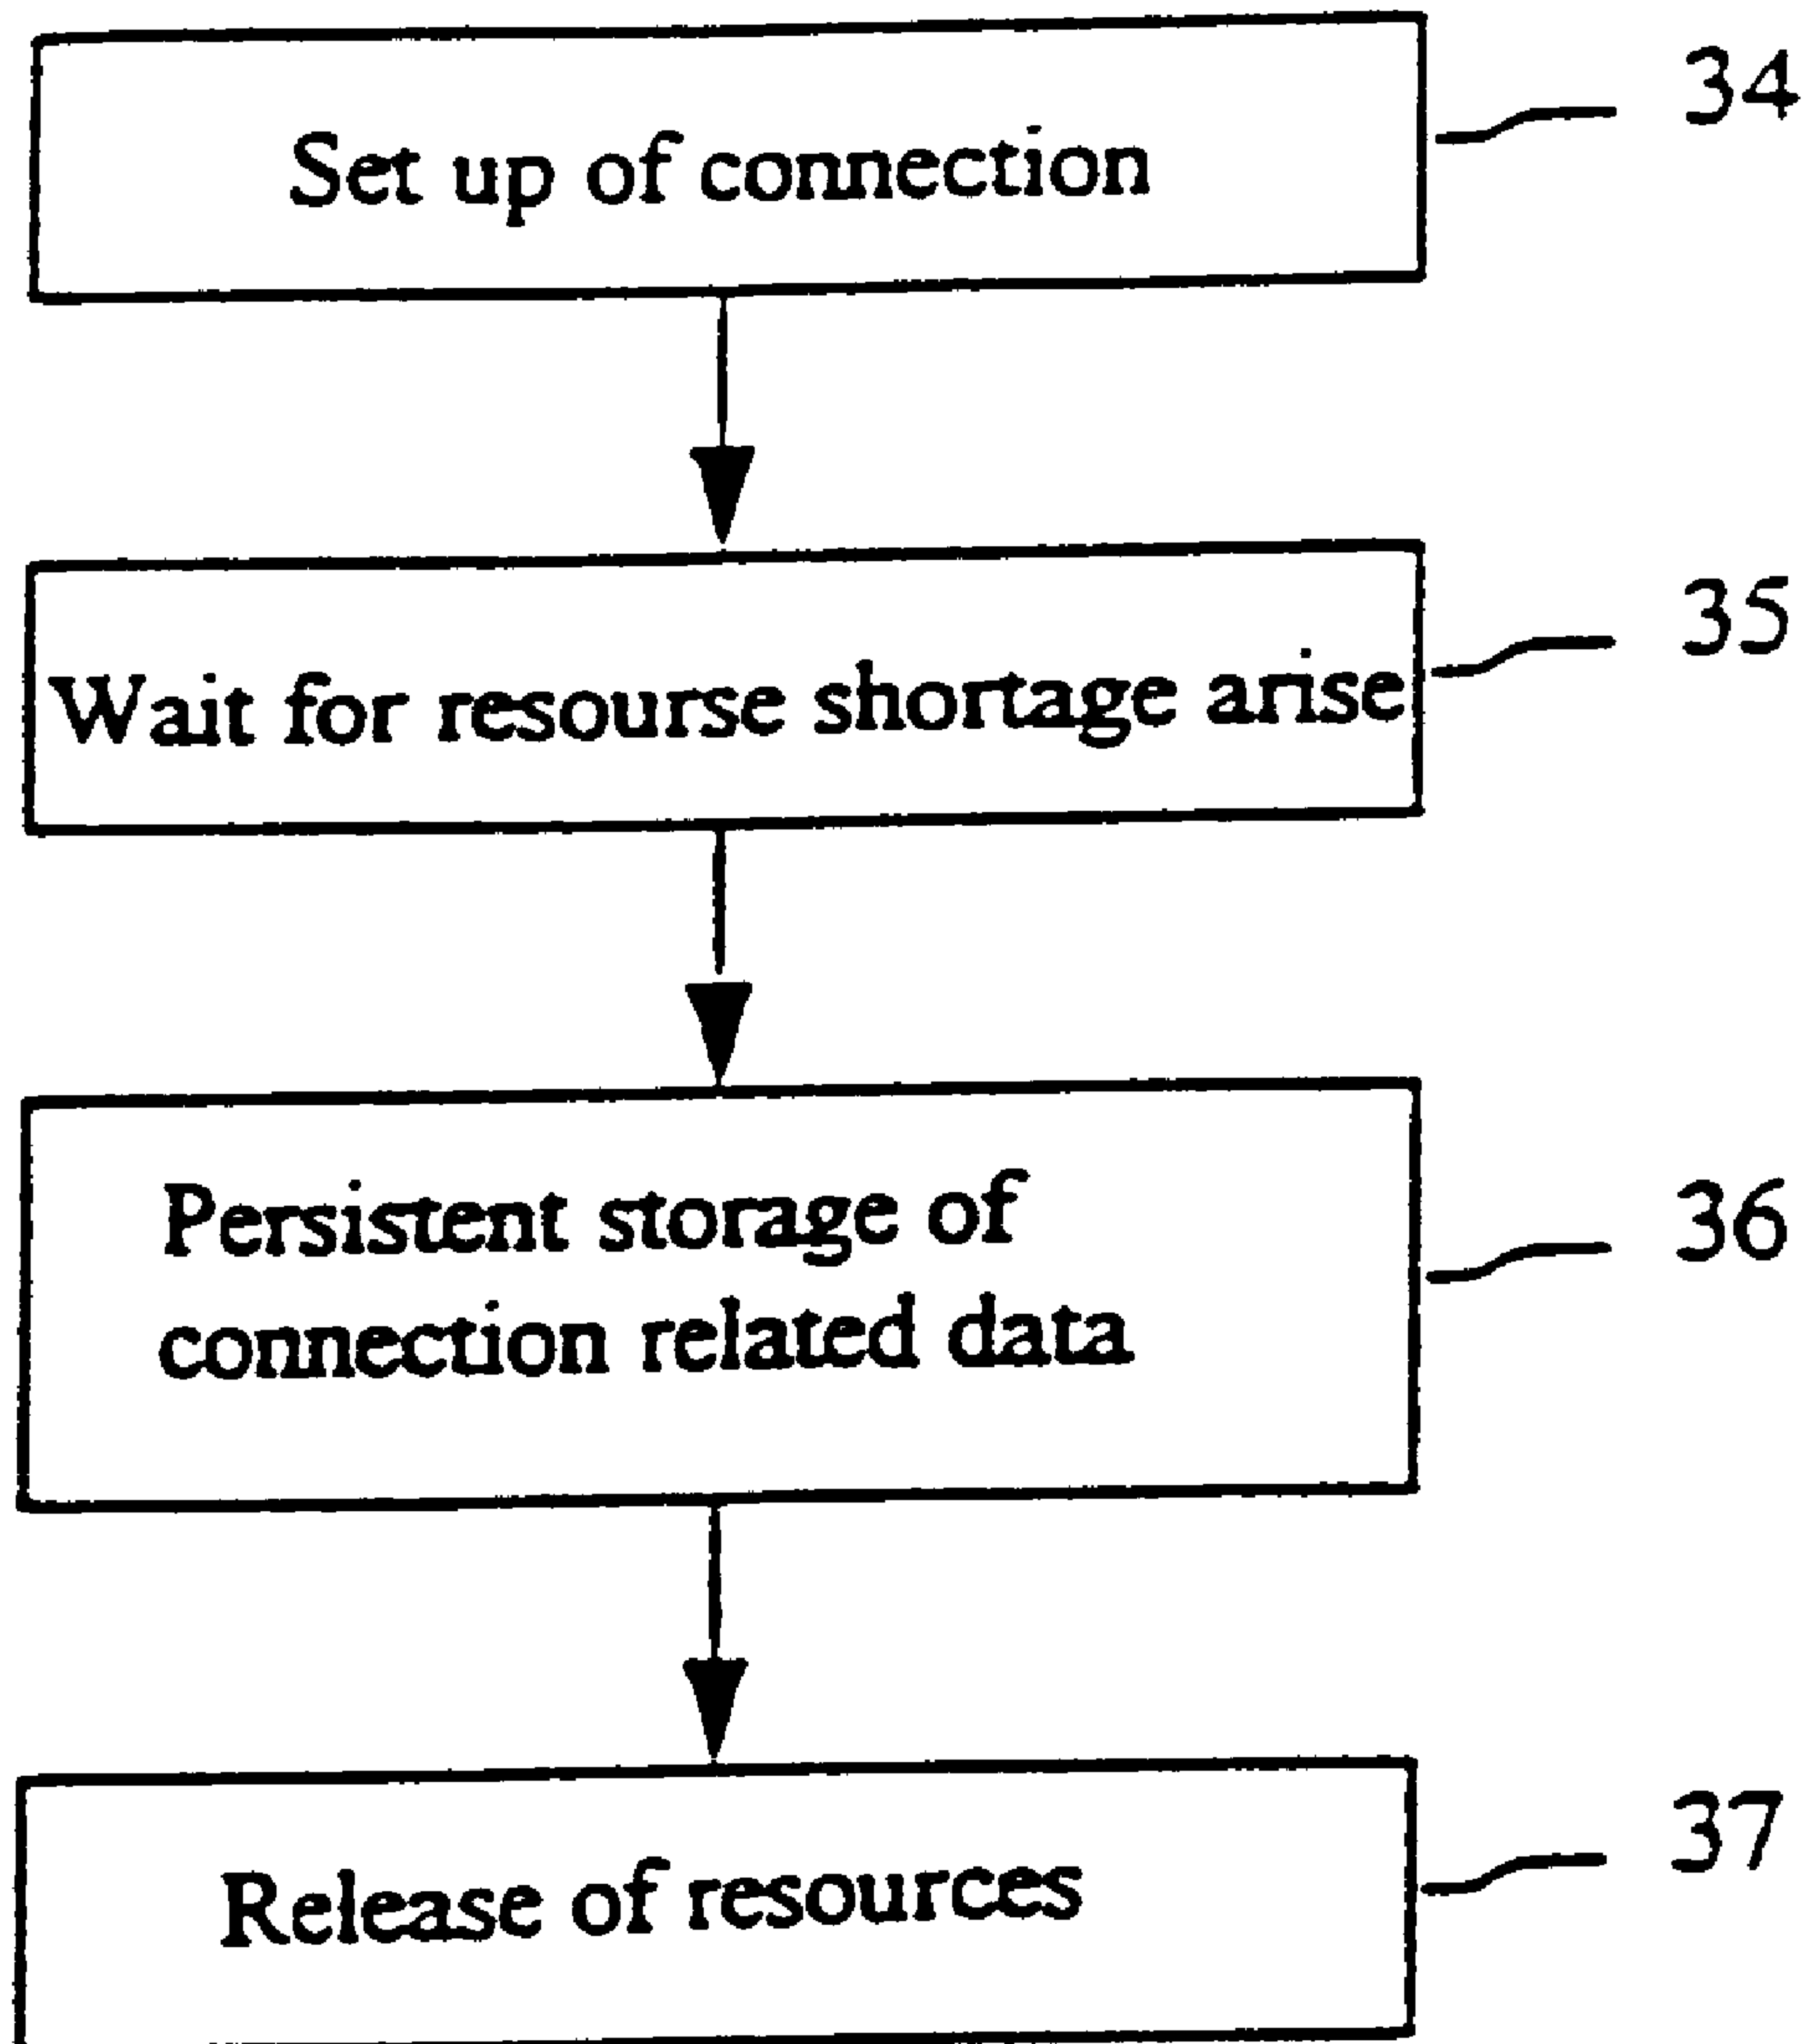 Set up of connection
34
Wait for resourse shortage arise
35
Persistent storage of
connection related data
36
Release of resources
37